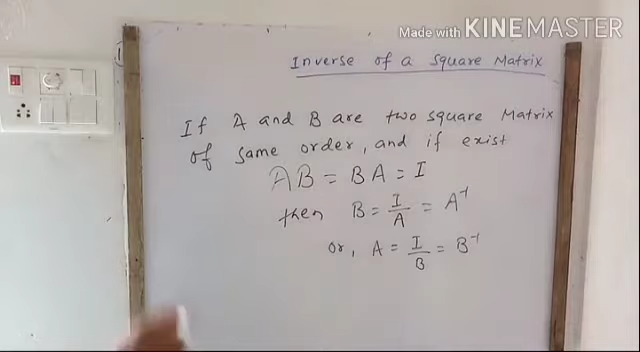 Made with KINEMASTER
Inverse of a square Matrix
If A and B are two square Matrix
of same order, and if exist
AB = BA = I
then B = I/A = A⁻¹
or, A = I/B = B⁻¹